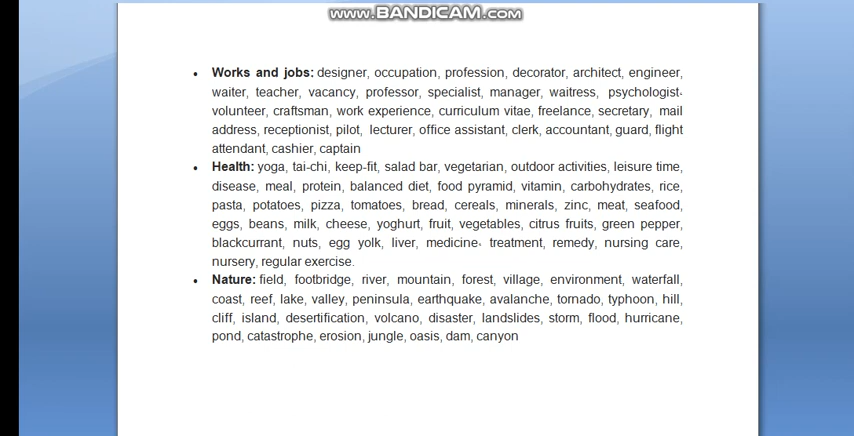 www.BANDICAM.com
• Works and jobs: designer, occupation, profession, decorator, architect, engineer,
waiter, teacher, vacancy, professor, specialist, manager, waitress, psychologist,
volunteer, craftsman, work experience, curriculum vitae, freelance, secretary, mail
address, receptionist, pilot, lecturer, office assistant, clerk, accountant, guard, flight
attendant, cashier, captain
• Health: yoga, tai-chi, keep-fit, salad bar, vegetarian, outdoor activities, leisure time,
disease, meal, protein, balanced diet, food pyramid, vitamin, carbohydrates, rice,
pasta, potatoes, pizza, tomatoes, bread, cereals, minerals, zinc, meat, seafood,
eggs, beans, milk, cheese, yoghurt, fruit, vegetables, citrus fruits, green pepper,
blackcurrant, nuts, egg yolk, liver, medicine, treatment, remedy, nursing care,
nursery, regular exercise.
• Nature: field, footbridge, river, mountain, forest, village, environment, waterfall,
coast, reef, lake, valley, peninsula, earthquake, avalanche, tornado, typhoon, hill,
cliff, island, desertification, volcano, disaster, landslides, storm, flood, hurricane,
pond, catastrophe, erosion, jungle, oasis, dam, canyon